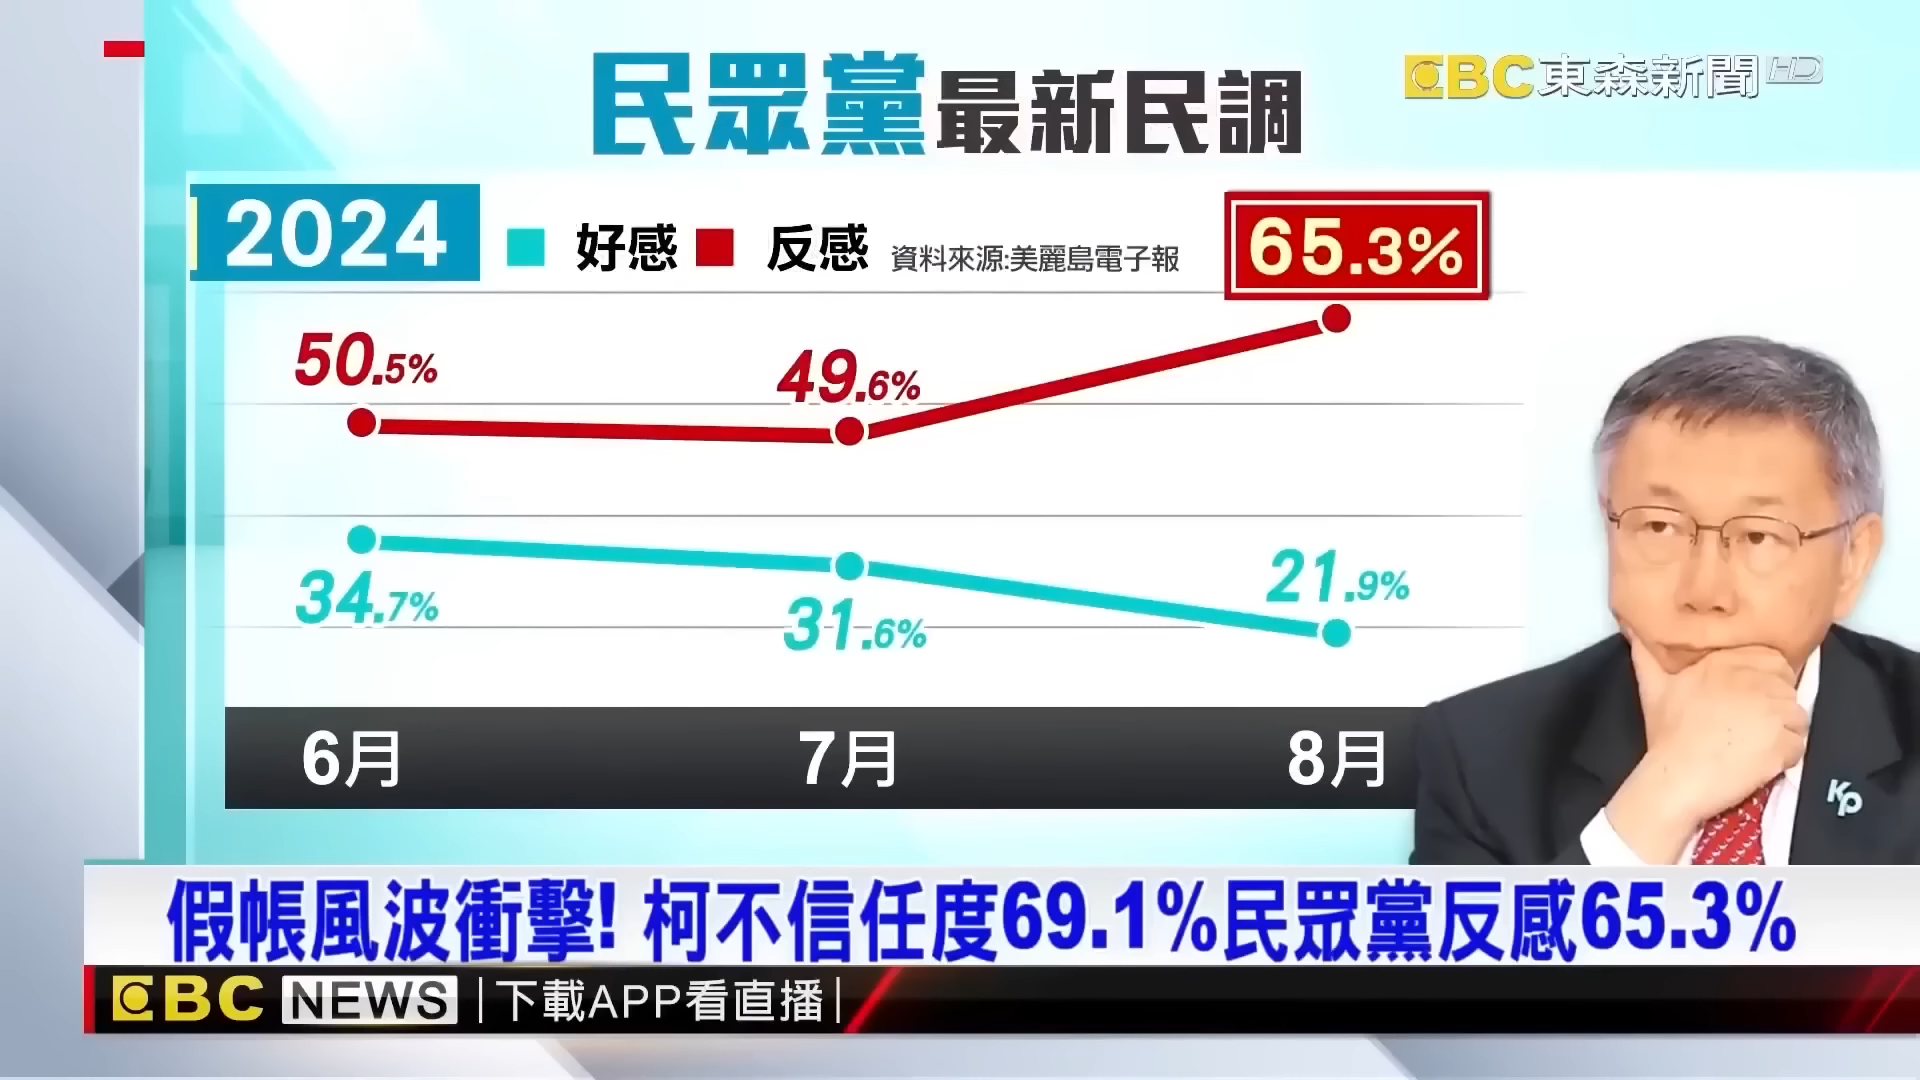 民眾黨最新民調
EBC東森新聞HD
2024
好感 反感 資料來源:美麗島電子報
65.3%
50.5%
49.6%
34.7%
31.6%
21.9%
6月 7月 8月
KP
假帳風波衝擊! 柯不信任度69.1%民眾黨反感65.3%
EBC NEWS |下載APP看直播|